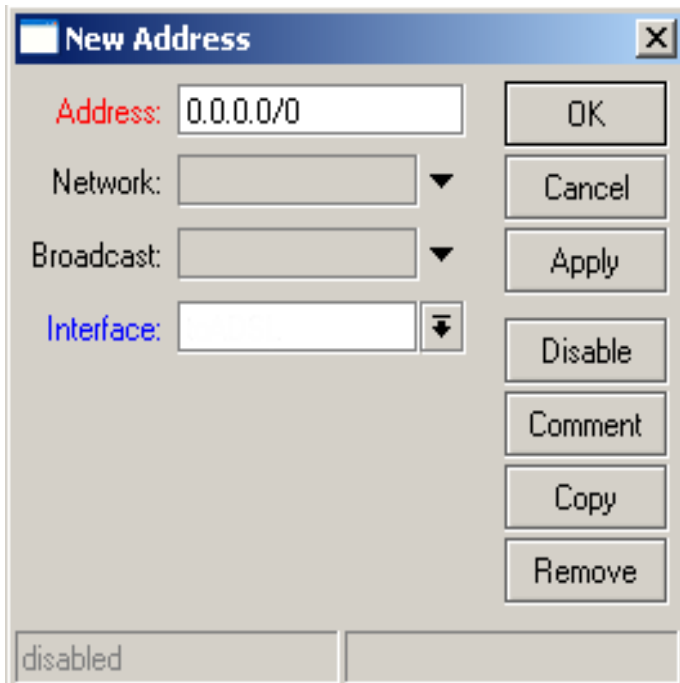 New Address
Address: 0.0.0.0/0
OK
Network:
Cancel
Broadcast:
Apply
Interface:
Disable
Comment
Copy
Remove
disabled